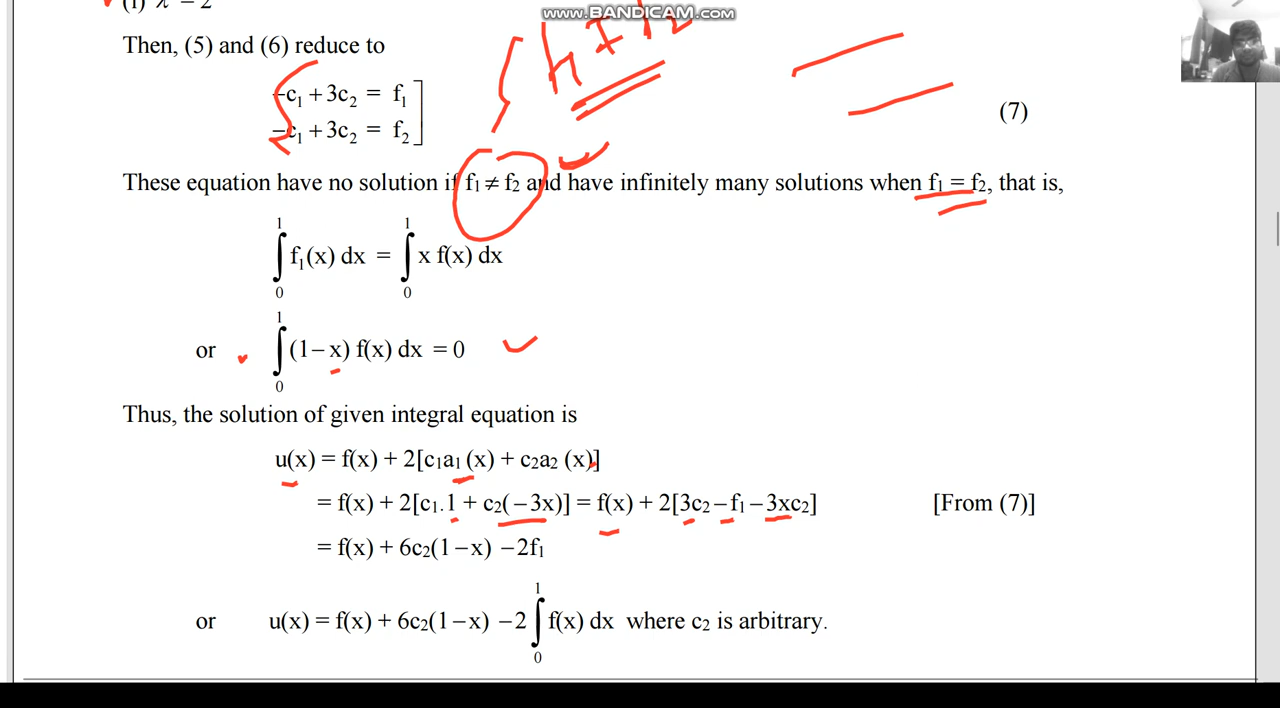 www.BANDICAM.com
(i) λ = 2
Then, (5) and (6) reduce to
−c₁ + 3c₂ = f₁
−c₁ + 3c₂ = f₂ (7)
These equation have no solution if f₁ ≠ f₂ and have infinitely many solutions when f₁ = f₂, that is,
∫₀¹ f₁(x) dx = ∫₀¹ x f(x) dx
or ∫₀¹ (1− x) f(x) dx = 0
Thus, the solution of given integral equation is
u(x) = f(x) + 2[c₁a₁ (x) + c₂a₂ (x)]
= f(x) + 2[c₁. 1 + c₂(−3x)] = f(x) + 2[3c₂ − f₁ − 3xc₂] [From (7)]
= f(x) + 6c₂(1 −x) −2f₁
or u(x) = f(x) + 6c₂(1−x) −2 ∫₀¹ f(x) dx where c₂ is arbitrary.